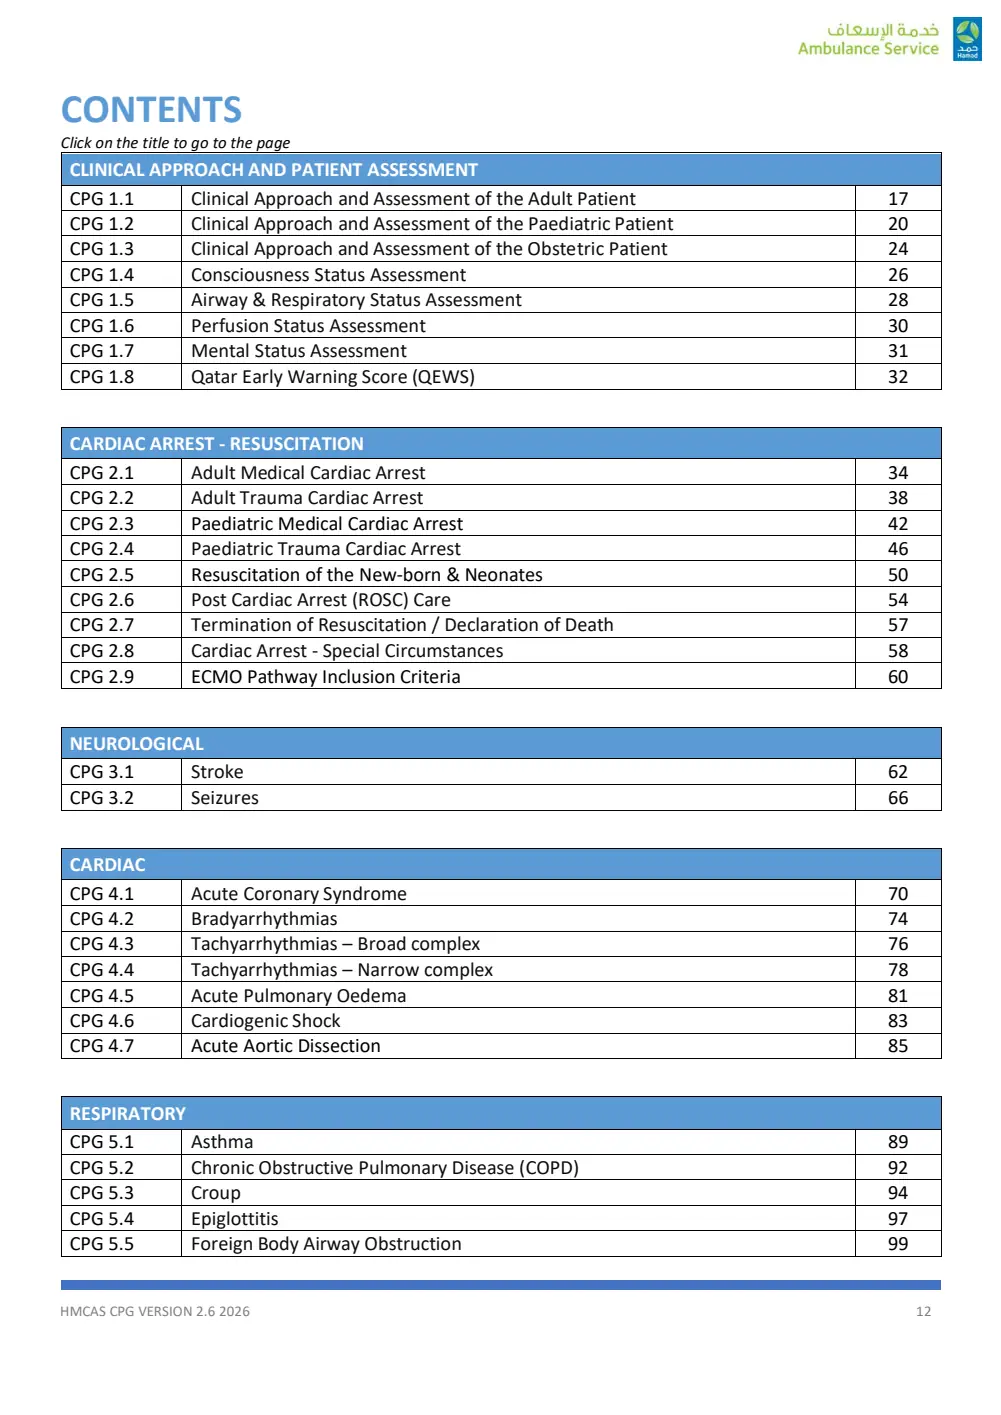 خدمة الإسعاف
Ambulance Service
حمد
Hamad
CONTENTS
Click on the title to go to the page
CLINICAL APPROACH AND PATIENT ASSESSMENT
CPG 1.1 Clinical Approach and Assessment of the Adult Patient 17
CPG 1.2 Clinical Approach and Assessment of the Paediatric Patient 20
CPG 1.3 Clinical Approach and Assessment of the Obstetric Patient 24
CPG 1.4 Consciousness Status Assessment 26
CPG 1.5 Airway & Respiratory Status Assessment 28
CPG 1.6 Perfusion Status Assessment 30
CPG 1.7 Mental Status Assessment 31
CPG 1.8 Qatar Early Warning Score (QEWS) 32
CARDIAC ARREST - RESUSCITATION
CPG 2.1 Adult Medical Cardiac Arrest 34
CPG 2.2 Adult Trauma Cardiac Arrest 38
CPG 2.3 Paediatric Medical Cardiac Arrest 42
CPG 2.4 Paediatric Trauma Cardiac Arrest 46
CPG 2.5 Resuscitation of the New-born & Neonates 50
CPG 2.6 Post Cardiac Arrest (ROSC) Care 54
CPG 2.7 Termination of Resuscitation / Declaration of Death 57
CPG 2.8 Cardiac Arrest - Special Circumstances 58
CPG 2.9 ECMO Pathway Inclusion Criteria 60
NEUROLOGICAL
CPG 3.1 Stroke 62
CPG 3.2 Seizures 66
CARDIAC
CPG 4.1 Acute Coronary Syndrome 70
CPG 4.2 Bradyarrhythmias 74
CPG 4.3 Tachyarrhythmias – Broad complex 76
CPG 4.4 Tachyarrhythmias – Narrow complex 78
CPG 4.5 Acute Pulmonary Oedema 81
CPG 4.6 Cardiogenic Shock 83
CPG 4.7 Acute Aortic Dissection 85
RESPIRATORY
CPG 5.1 Asthma 89
CPG 5.2 Chronic Obstructive Pulmonary Disease (COPD) 92
CPG 5.3 Croup 94
CPG 5.4 Epiglottitis 97
CPG 5.5 Foreign Body Airway Obstruction 99
HMCAS CPG VERSION 2.6 2026 12